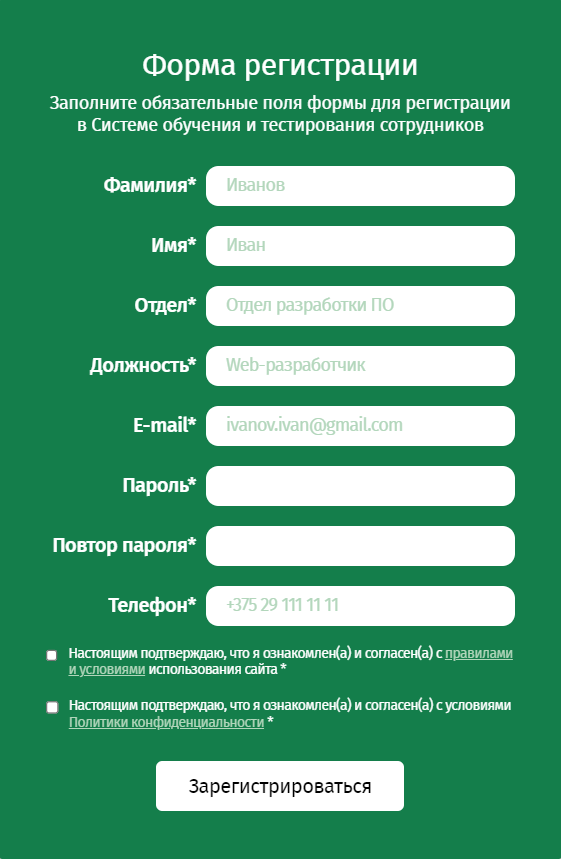 Форма регистрации
Заполните обязательные поля формы для регистрации
в Системе обучения и тестирования сотрудников
Фамилия* Иванов
Имя* Иван
Отдел* Отдел разработки ПО
Должность* Web-разработчик
E-mail* ivanov.ivan@gmail.com
Пароль*
Повтор пароля*
Телефон* +375 29 111 11 11
Настоящим подтверждаю, что я ознакомлен(а) и согласен(а) с правилами
и условиями использования сайта *
Настоящим подтверждаю, что я ознакомлен(а) и согласен(а) с условиями
Политики конфиденциальности *
Зарегистрироваться